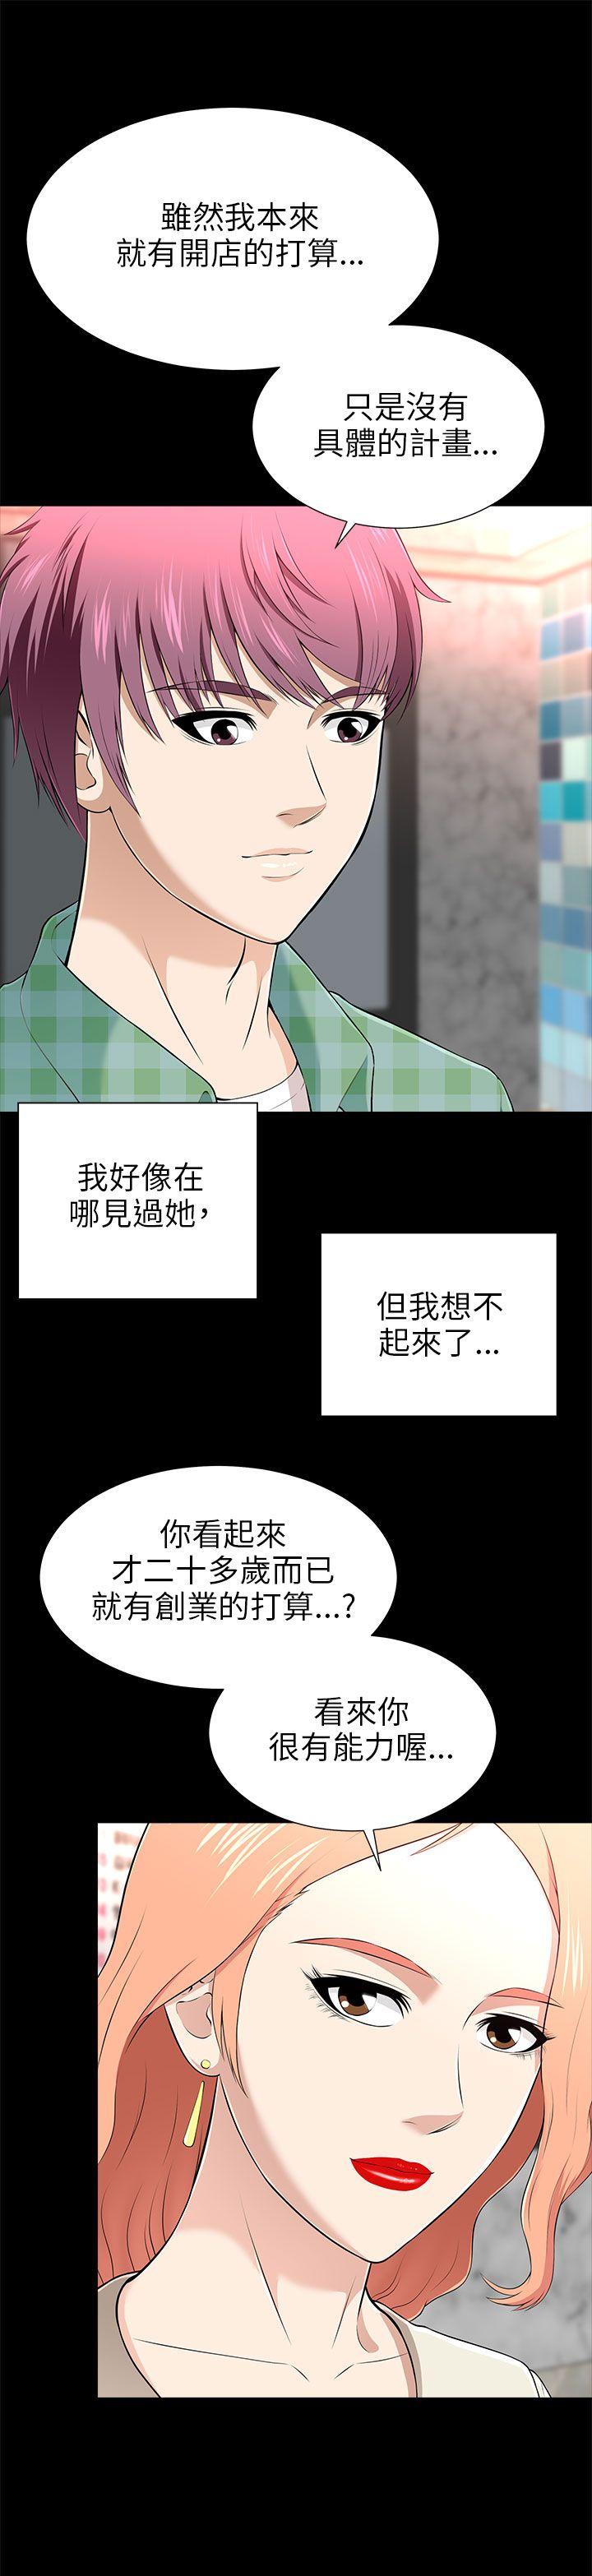 雖然我本來
就有開店的打算...
只是沒有
具體的計畫...
我好像在
哪見過她，
但我想不
起來了...
你看起來
才二十多歲而已
就有創業的打算...?
看來你
很有能力喔...